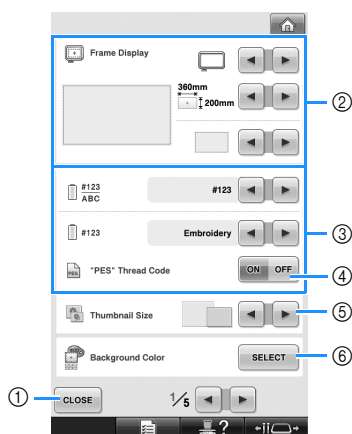 Frame Display
360mm
200mm
②
#123
ABC
#123
#123
Embroidery
③
PES
"PES" Thread Code
ON OFF
④
Thumbnail Size
⑤
Background Color
SELECT
⑥
①
CLOSE
1/5
?